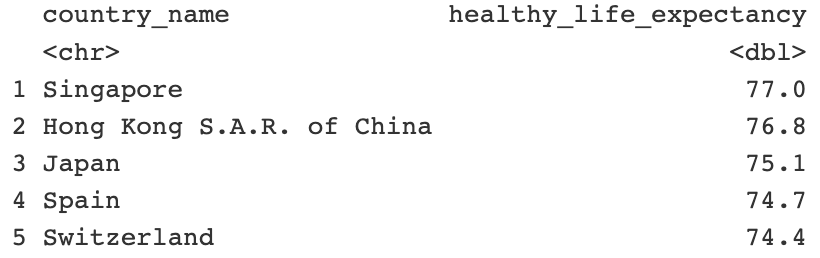 country_name healthy_life_expectancy
<chr> <dbl>
1 Singapore 77.0
2 Hong Kong S.A.R. of China 76.8
3 Japan 75.1
4 Spain 74.7
5 Switzerland 74.4